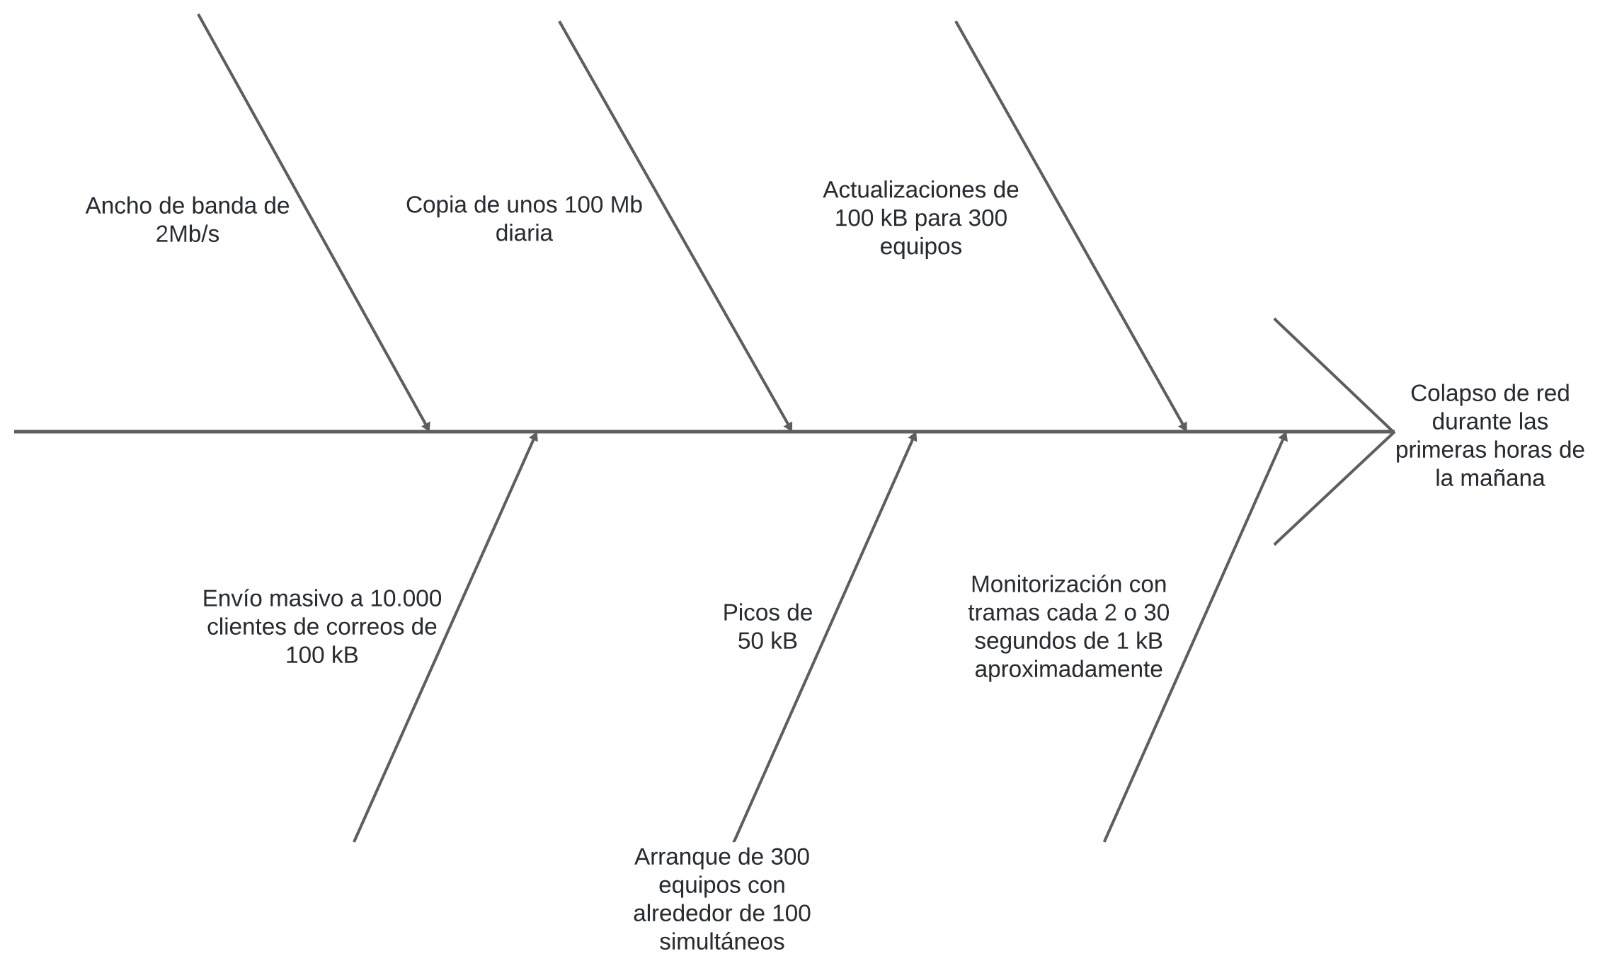 Ancho de banda de
2Mb/s
Copia de unos 100 Mb
diaria
Actualizaciones de
100 kB para 300
equipos
Colapso de red
durante las
primeras horas de
la mañana
Envío masivo a 10.000
clientes de correos de
100 kB
Picos de
50 kB
Monitorización con
tramas cada 2 o 30
segundos de 1 kB
aproximadamente
Arranque de 300
equipos con
alrededor de 100
simultáneos